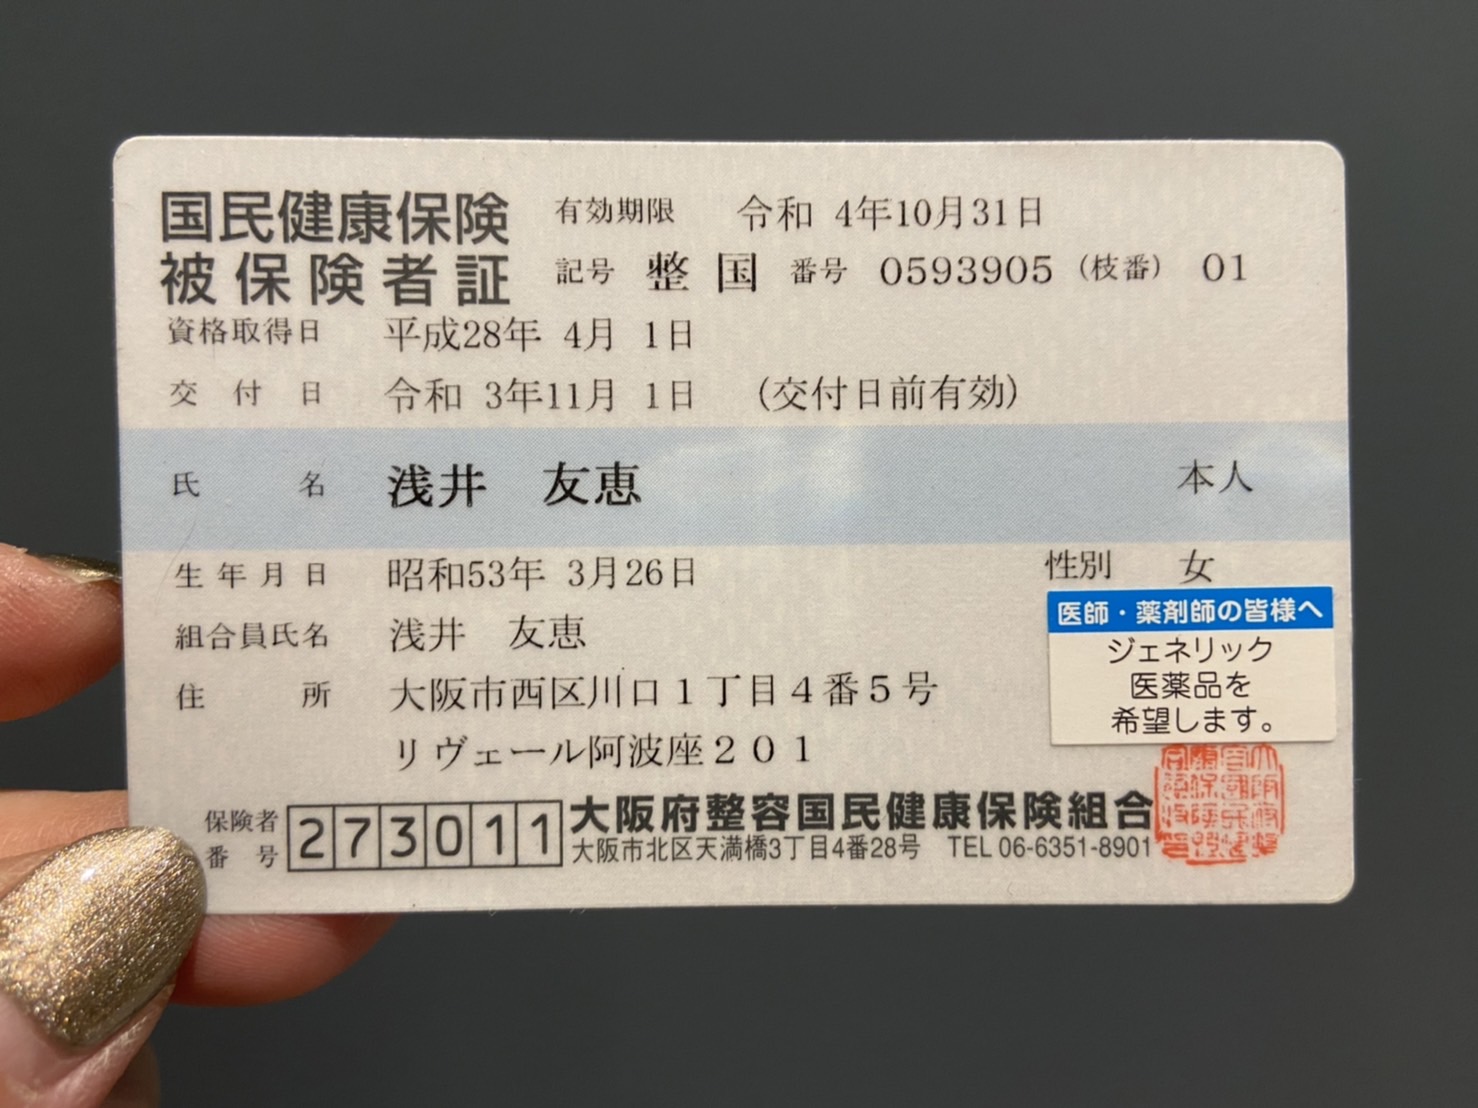 国民健康保険
被保険者証
有効期限 令和 4年10月31日
記号 整 国 番号 0593905 (枝番) 01
資格取得日 平成28年 4月 1日
交付日 令和 3年11月 1日 (交付日前有効)
氏名 浅井 友恵 本人
生年月日 昭和53年 3月26日 性別 女
組合員氏名 浅井 友恵
住所 大阪市西区川口1丁目4番5号
リヴェール阿波座201
医師・薬剤師の皆様へ
ジェネリック
医薬品を
希望します。
保険者番号 273011
大阪府整容国民健康保険組合
大阪市北区天満橋3丁目4番28号 TEL 06-6351-8901